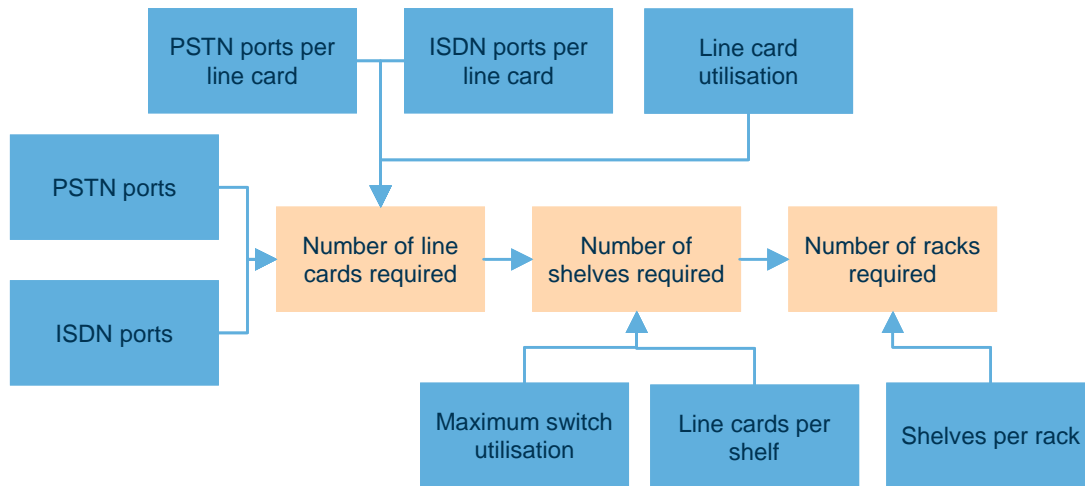 PSTN ports per
line card
ISDN ports per
line card
Line card
utilisation
PSTN ports
ISDN ports
Number of line
cards required
Number of
shelves required
Number of racks
required
Maximum switch
utilisation
Line cards per
shelf
Shelves per rack